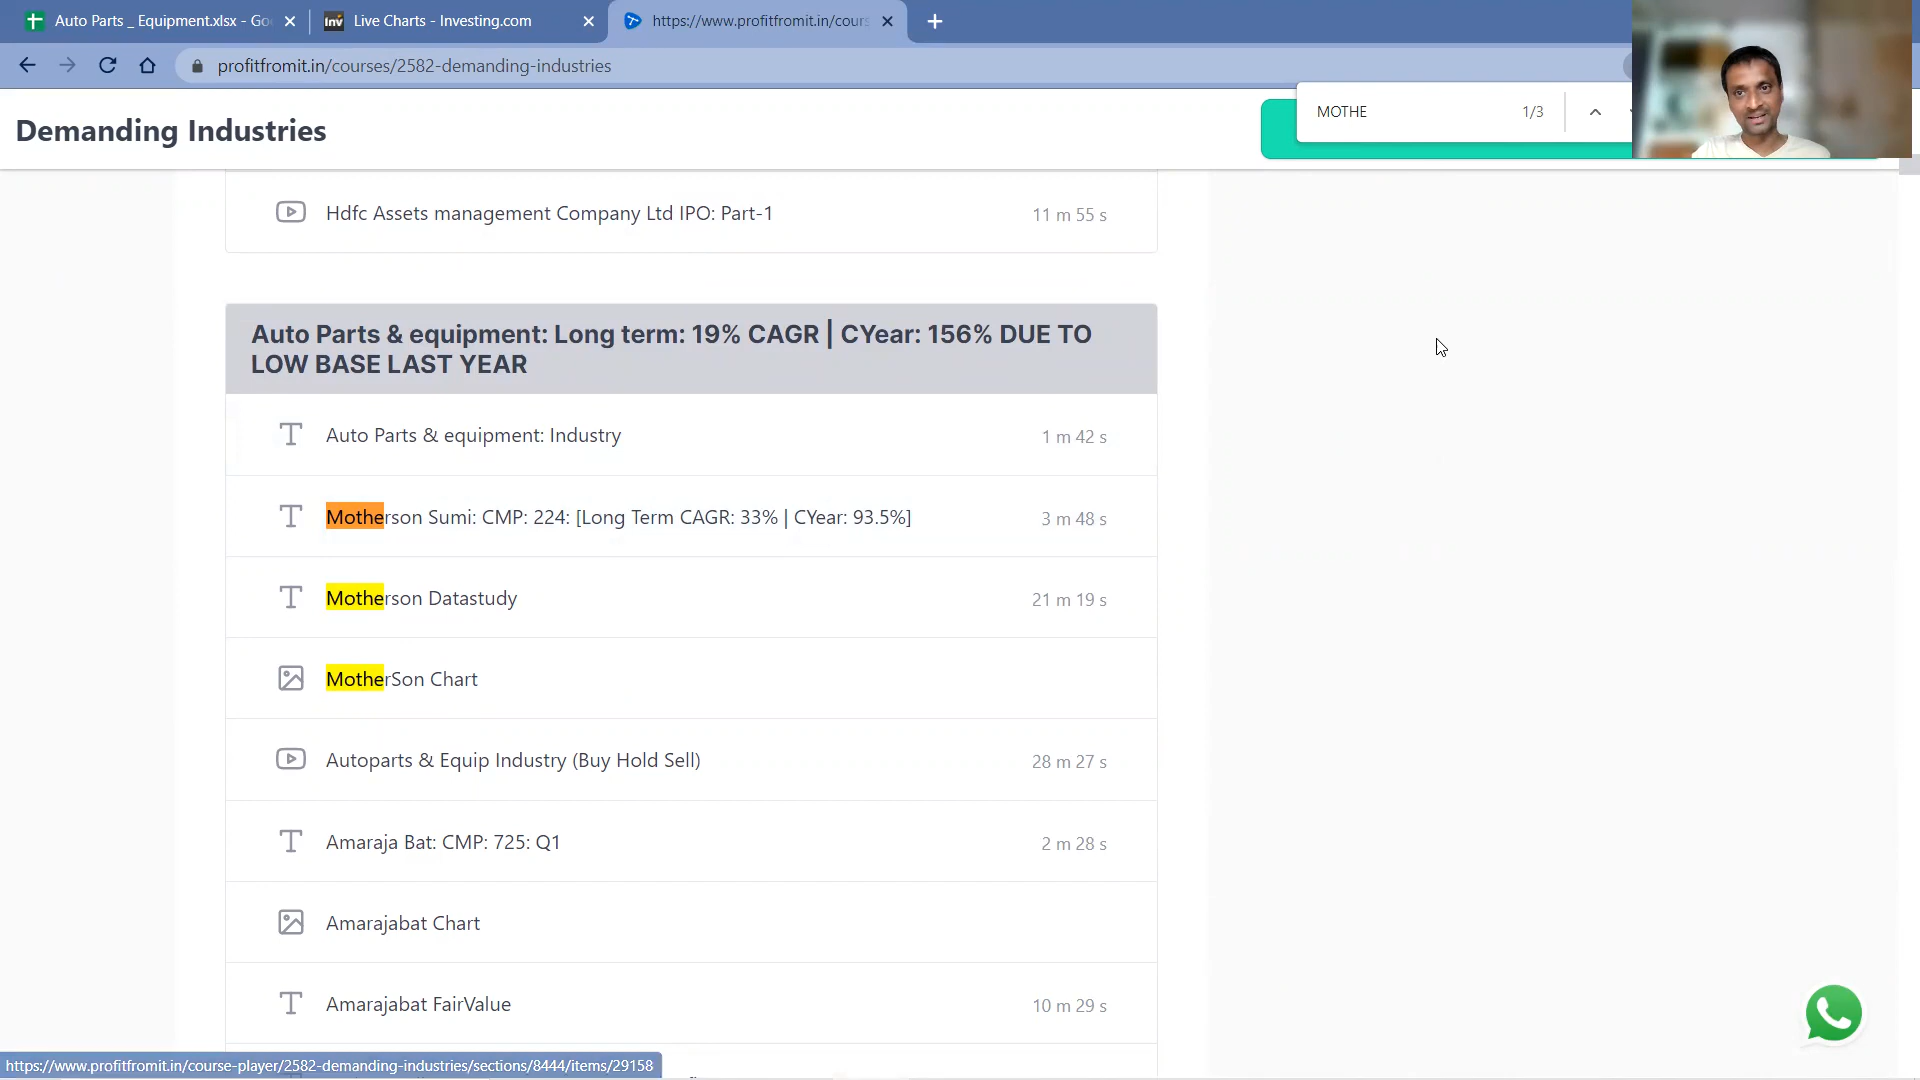 Auto Parts _ Equipment.xlsx - Go
Live Charts - Investing.com
https://www.profitfromit.in/cours
profitfromit.in/courses/2582-demanding-industries
MOTHE
1/3
Demanding Industries
Hdfc Assets management Company Ltd IPO: Part-1
11 m 55 s
Auto Parts & equipment: Long term: 19% CAGR | CYear: 156% DUE TO
LOW BASE LAST YEAR
Auto Parts & equipment: Industry
1 m 42 s
Motherson Sumi: CMP: 224: [Long Term CAGR: 33% | CYear: 93.5%]
3 m 48 s
Motherson Datastudy
21 m 19 s
MotherSon Chart
Autoparts & Equip Industry (Buy Hold Sell)
28 m 27 s
Amaraja Bat: CMP: 725: Q1
2 m 28 s
Amarajabat Chart
Amarajabat FairValue
10 m 29 s
https://www.profitfromit.in/course-player/2582-demanding-industries/sections/8444/items/29158